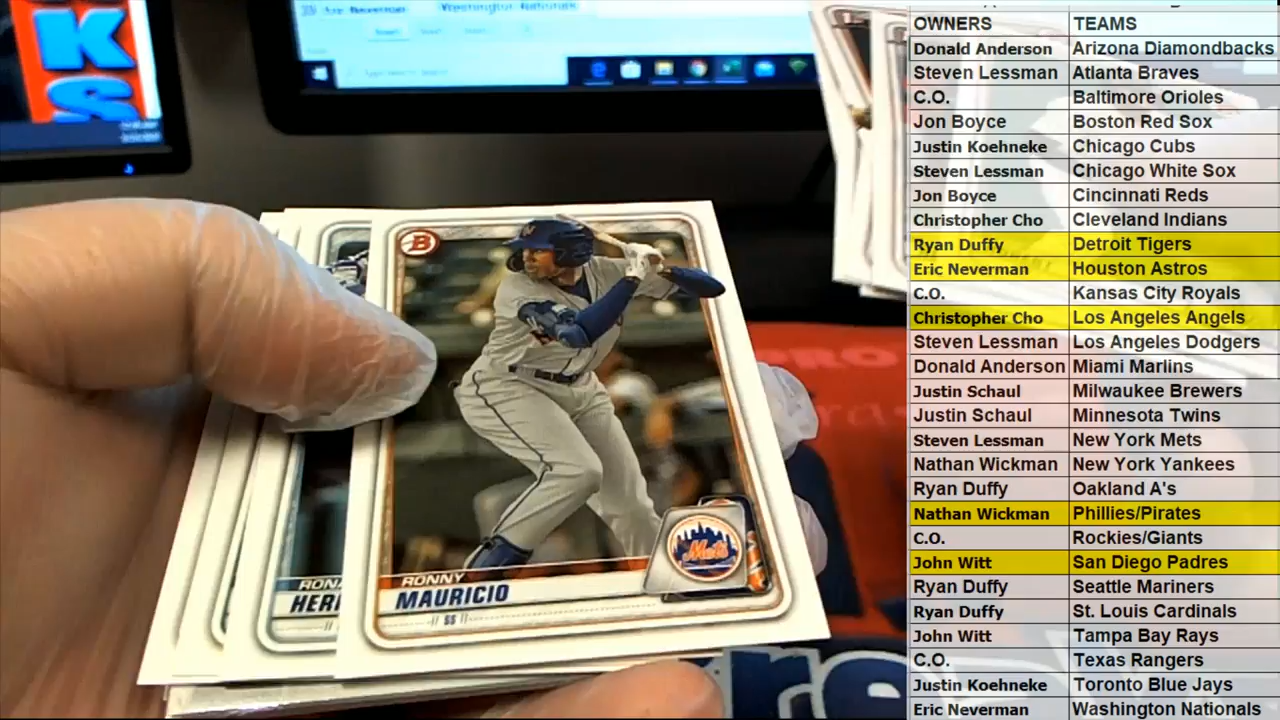 K
S
Washington Nationals
B
Mets
RONNY
MAURICIO
SS
RONA
HER
PRO
re
OWNERS TEAMS
Donald Anderson Arizona Diamondbacks
Steven Lessman Atlanta Braves
C.O. Baltimore Orioles
Jon Boyce Boston Red Sox
Justin Koehneke Chicago Cubs
Steven Lessman Chicago White Sox
Jon Boyce Cincinnati Reds
Christopher Cho Cleveland Indians
Ryan Duffy Detroit Tigers
Eric Neverman Houston Astros
C.O. Kansas City Royals
Christopher Cho Los Angeles Angels
Steven Lessman Los Angeles Dodgers
Donald Anderson Miami Marlins
Justin Schaul Milwaukee Brewers
Justin Schaul Minnesota Twins
Steven Lessman New York Mets
Nathan Wickman New York Yankees
Ryan Duffy Oakland A's
Nathan Wickman Phillies/Pirates
C.O. Rockies/Giants
John Witt San Diego Padres
Ryan Duffy Seattle Mariners
Ryan Duffy St. Louis Cardinals
John Witt Tampa Bay Rays
C.O. Texas Rangers
Justin Koehneke Toronto Blue Jays
Eric Neverman Washington Nationals